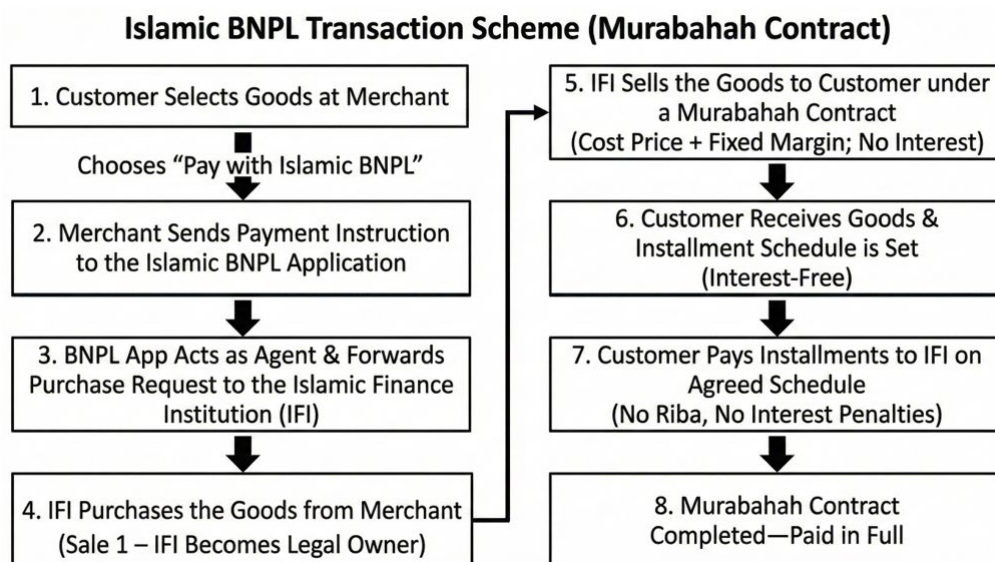 Islamic BNPL Transaction Scheme (Murabahah Contract)
1. Customer Selects Goods at Merchant
Chooses “Pay with Islamic BNPL”
2. Merchant Sends Payment Instruction
to the Islamic BNPL Application
3. BNPL App Acts as Agent & Forwards
Purchase Request to the Islamic Finance
Institution (IFI)
4. IFI Purchases the Goods from Merchant
(Sale 1 – IFI Becomes Legal Owner)
5. IFI Sells the Goods to Customer under
a Murabahah Contract
(Cost Price + Fixed Margin; No Interest)
6. Customer Receives Goods &
Installment Schedule is Set
(Interest-Free)
7. Customer Pays Installments to IFI on
Agreed Schedule
(No Riba, No Interest Penalties)
8. Murabahah Contract
Completed—Paid in Full